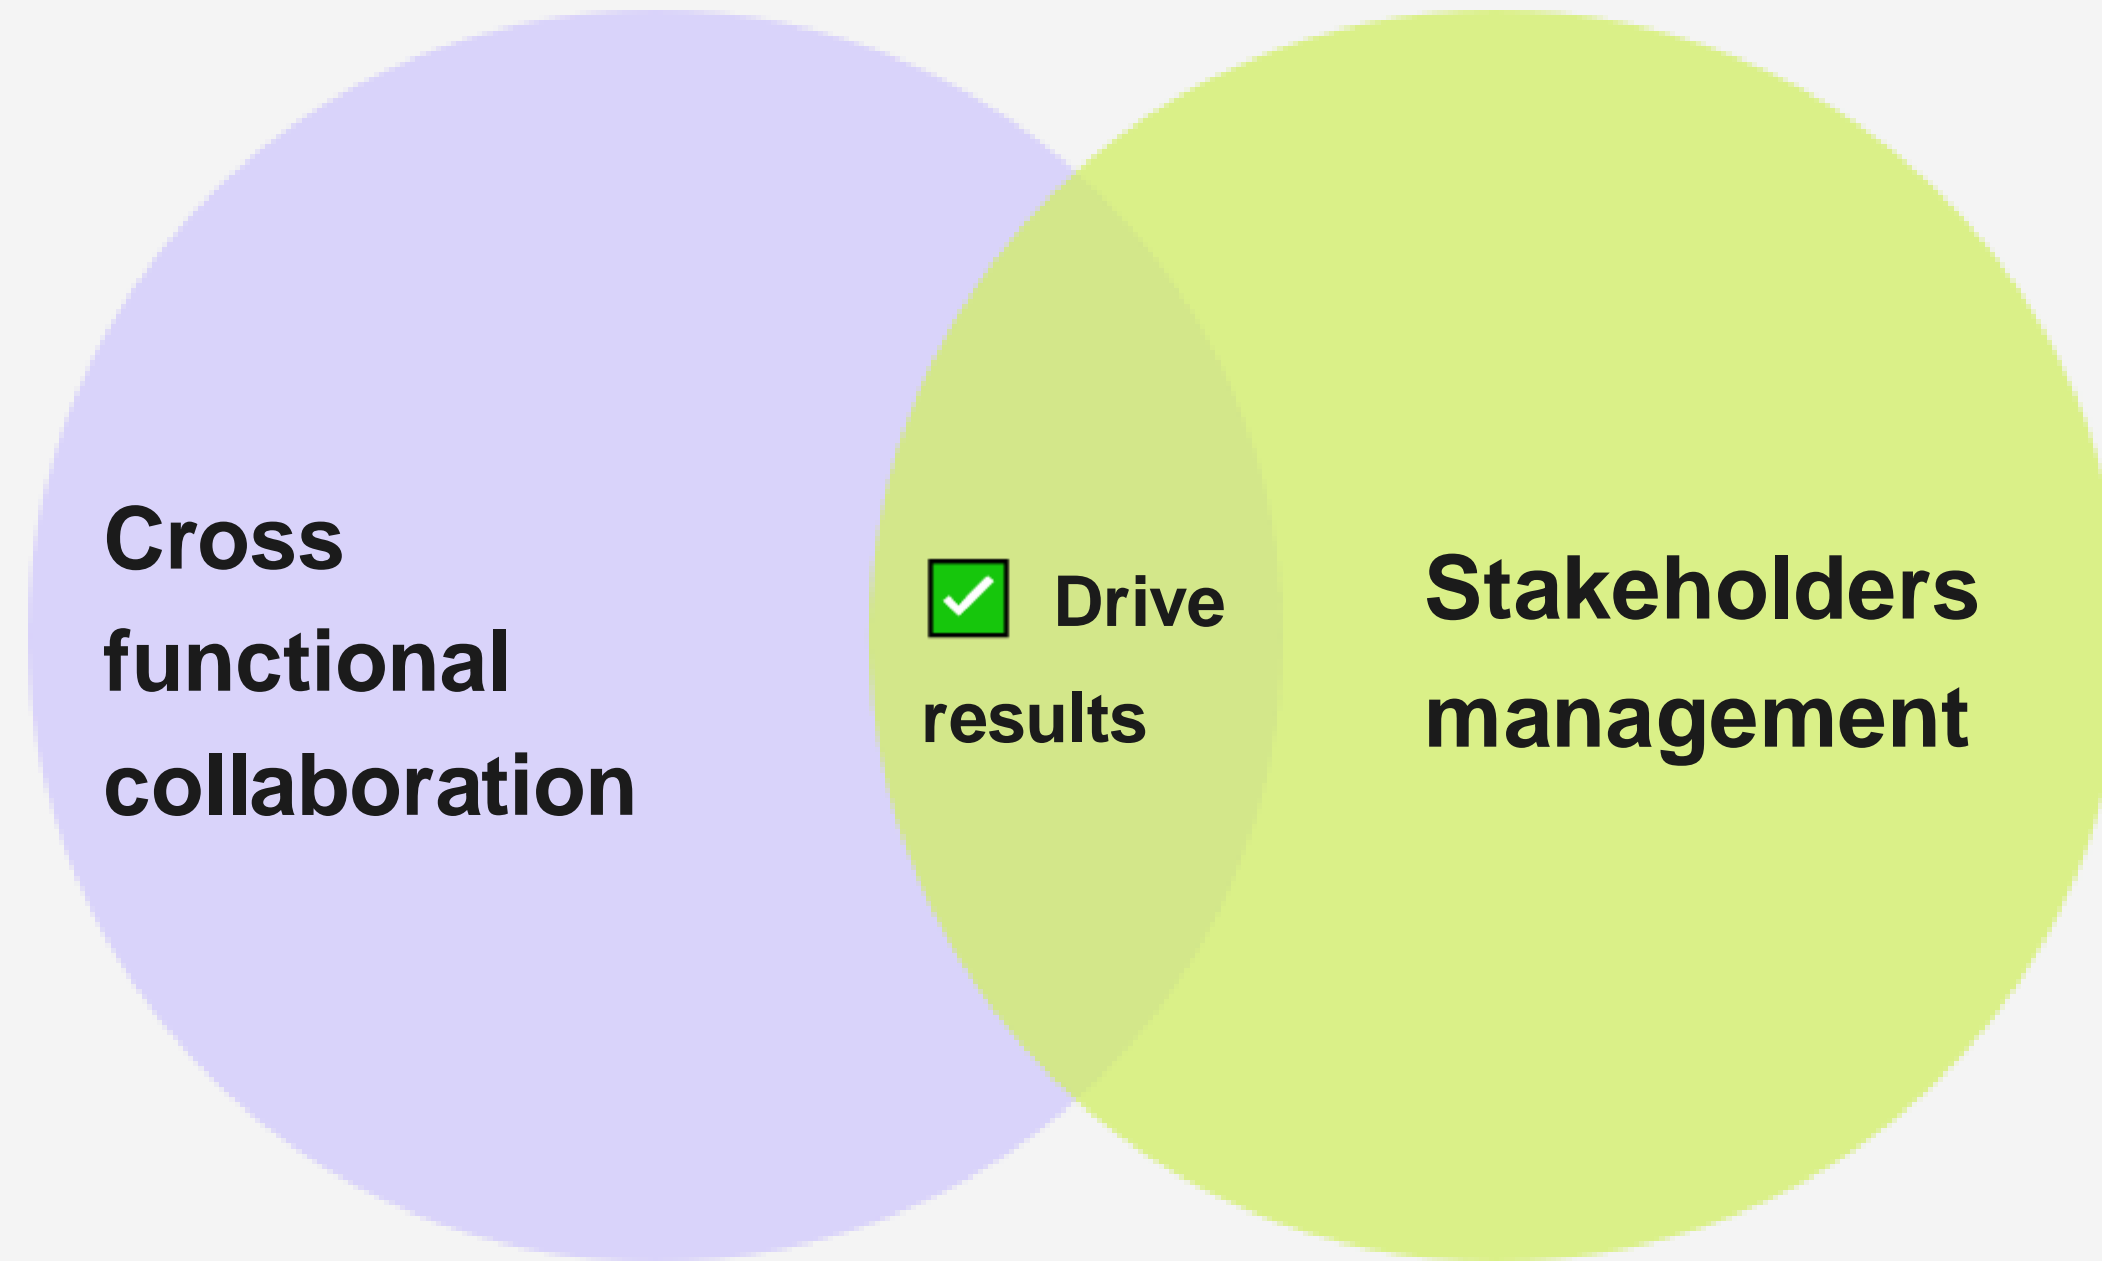 Cross
functional
collaboration
✅ Drive
results
Stakeholders
management